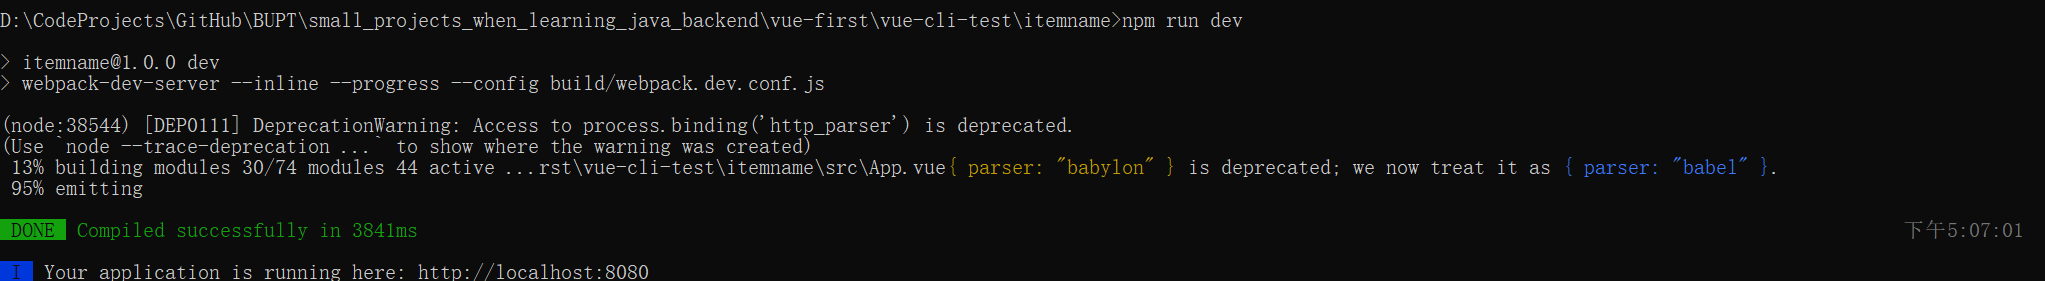 D:\CodeProjects\GitHub\BUPT\small_projects_when_learning_java_backend\vue-first\vue-cli-test\itemname>npm run dev
> itemname@1.0.0 dev
> webpack-dev-server --inline --progress --config build/webpack.dev.conf.js
(node:38544) [DEP0111] DeprecationWarning: Access to process.binding('http_parser') is deprecated.
(Use `node --trace-deprecation ...` to show where the warning was created)
13% building modules 30/74 modules 44 active ...rst\vue-cli-test\itemname\src\App.vue{ parser: "babylon" } is deprecated; we now treat it as { parser: "babel" }.
95% emitting
DONE Compiled successfully in 3841ms 下午5:07:01
I Your application is running here: http://localhost:8080